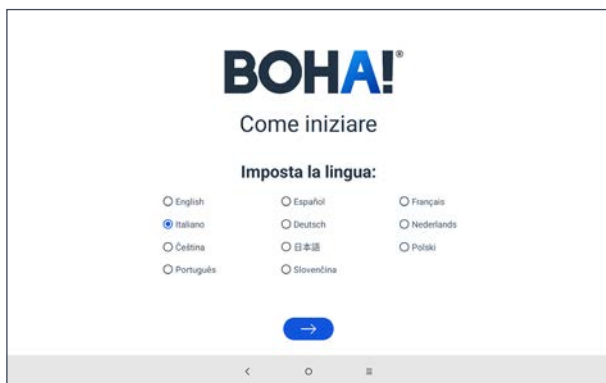 BOHA!®
Come iniziare
Imposta la lingua:
English Español Français
Italiano Deutsch Nederlands
Čeština 日本語 Polski
Português Slovenčina